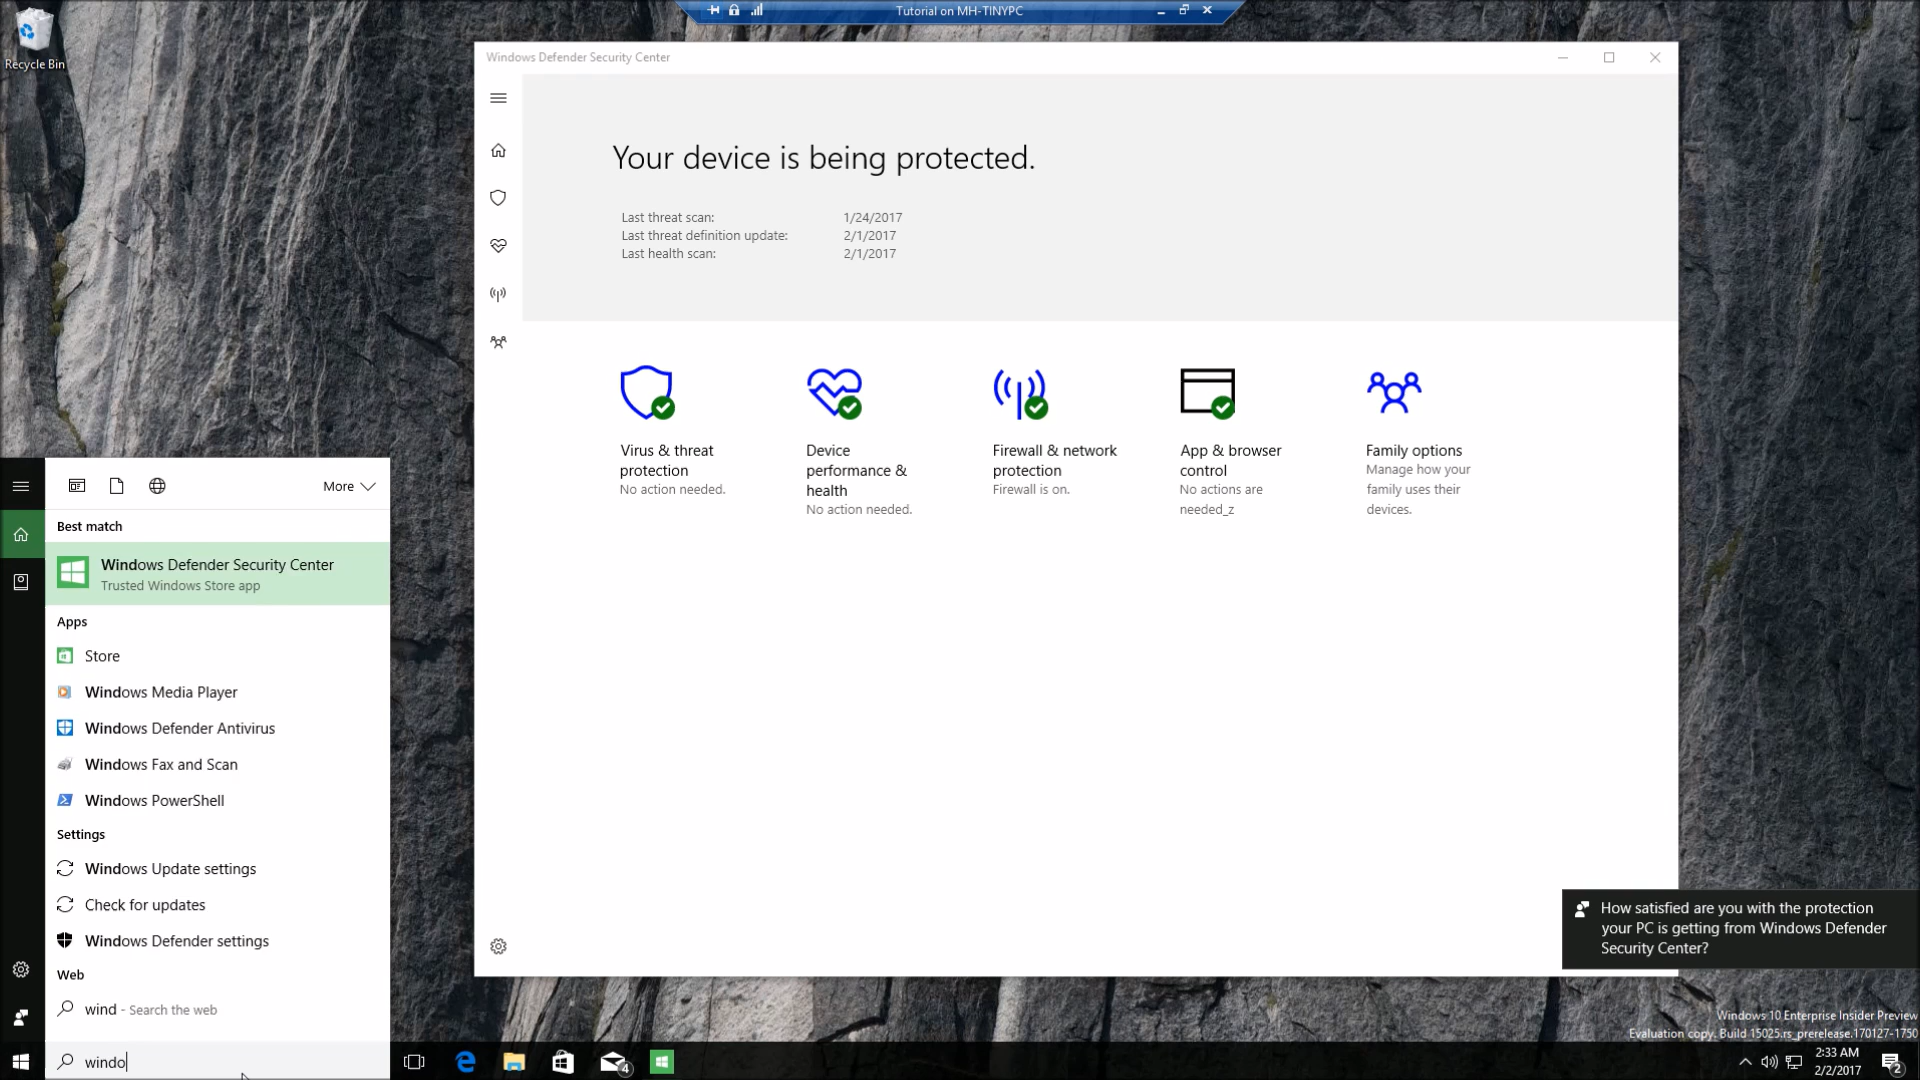 Tutorial on MH-TINYPC
Recycle Bin
Windows Defender Security Center
Your device is being protected.
Last threat scan: 1/24/2017
Last threat definition update: 2/1/2017
Last health scan: 2/1/2017
Virus & threat
protection
No action needed.
Device
performance &
health
No action needed.
Firewall & network
protection
Firewall is on.
App & browser
control
No actions are
needed_z
Family options
Manage how your
family uses their
devices.
More
Best match
Windows Defender Security Center
Trusted Windows Store app
Apps
Store
Windows Media Player
Windows Defender Antivirus
Windows Fax and Scan
Windows PowerShell
Settings
Windows Update settings
Check for updates
Windows Defender settings
Web
wind - Search the web
windo
How satisfied are you with the protection
your PC is getting from Windows Defender
Security Center?
Windows 10 Enterprise Insider Preview
Evaluation copy. Build 15025.rs_prerelease.170127-1750
4
2:33 AM
2/2/2017
2